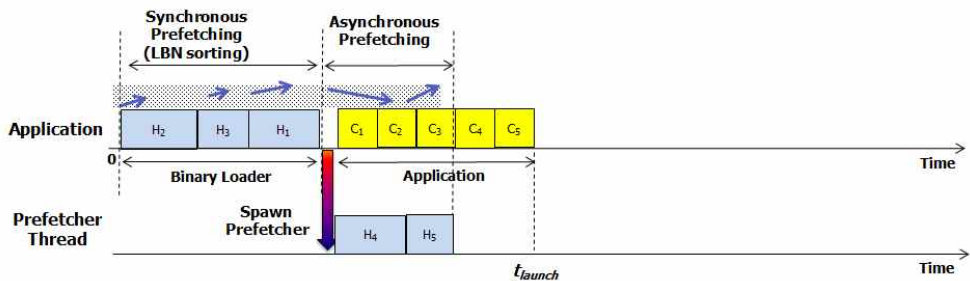 Synchronous
Prefetching
(LBN sorting)
Asynchronous
Prefetching
Application
H2
H3
H1
C1
C2
C3
C4
C5
0
Binary Loader
Application
Time
Spawn
Prefetcher
Prefetcher
Thread
H4
H5
tlaunch
Time